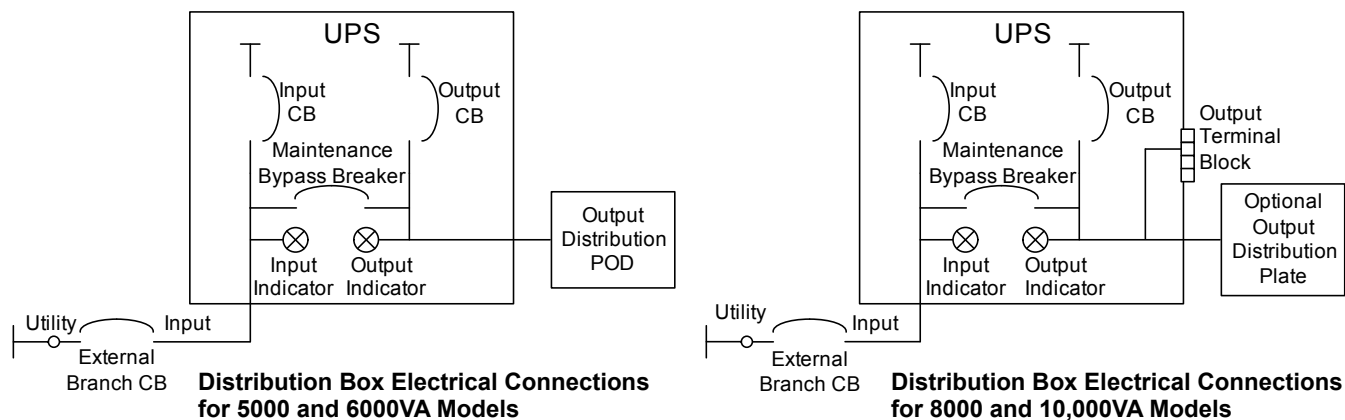 UPS
Input
CB
Output
CB
Maintenance
Bypass Breaker
Input
Indicator
Output
Indicator
Output
Distribution
POD
Utility
Input
External
Branch CB
Distribution Box Electrical Connections
for 5000 and 6000VA Models
UPS
Input
CB
Output
CB
Output
Terminal
Block
Maintenance
Bypass Breaker
Input
Indicator
Output
Indicator
Optional
Output
Distribution
Plate
Utility
Input
External
Branch CB
Distribution Box Electrical Connections
for 8000 and 10,000VA Models